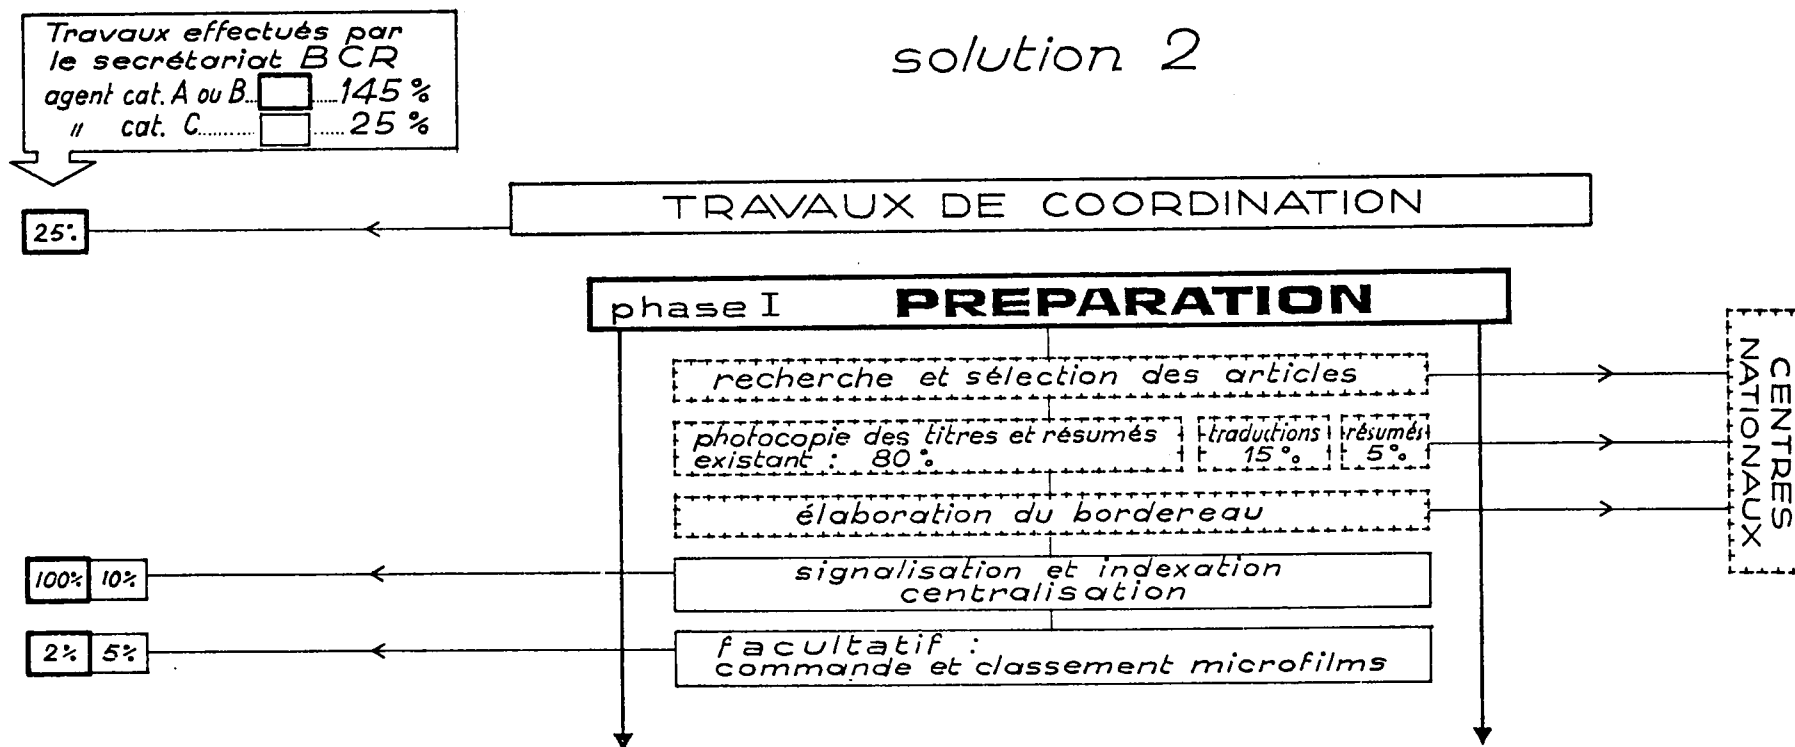 Travaux effectués par
le secrétariat BCR
agent cat. A ou B........145 %
" cat. C...............25 %
solution 2
TRAVAUX DE COORDINATION
25%
phase I PREPARATION
recherche et sélection des articles
photocopie des titres et résumés
existant : 80%
traductions
15%
résumés
5%
élaboration du bordereau
CENTRES
NATIONAUX
100% 10%
signalisation et indexation
centralisation
2% 5%
facultatif :
commande et classement microfilms